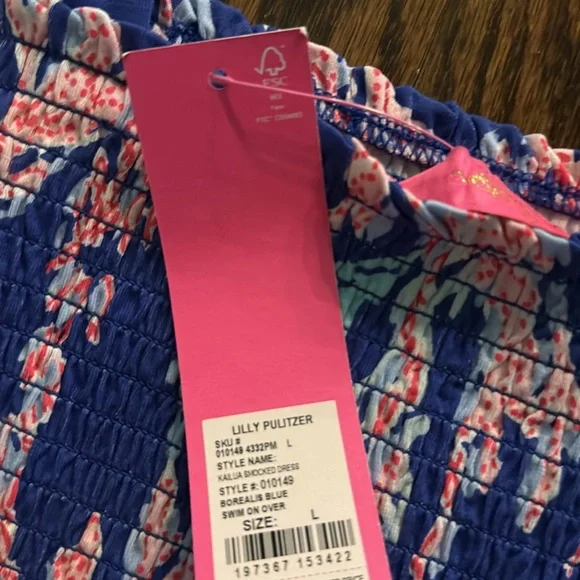 FSC
LILLY PULITZER
SKU #
010149 4332PM L
STYLE NAME:
KAILUA SMOCKED DRESS
STYLE #: 010149
BOREALIS BLUE
SWIM ON OVER
SIZE: L
197367 153422